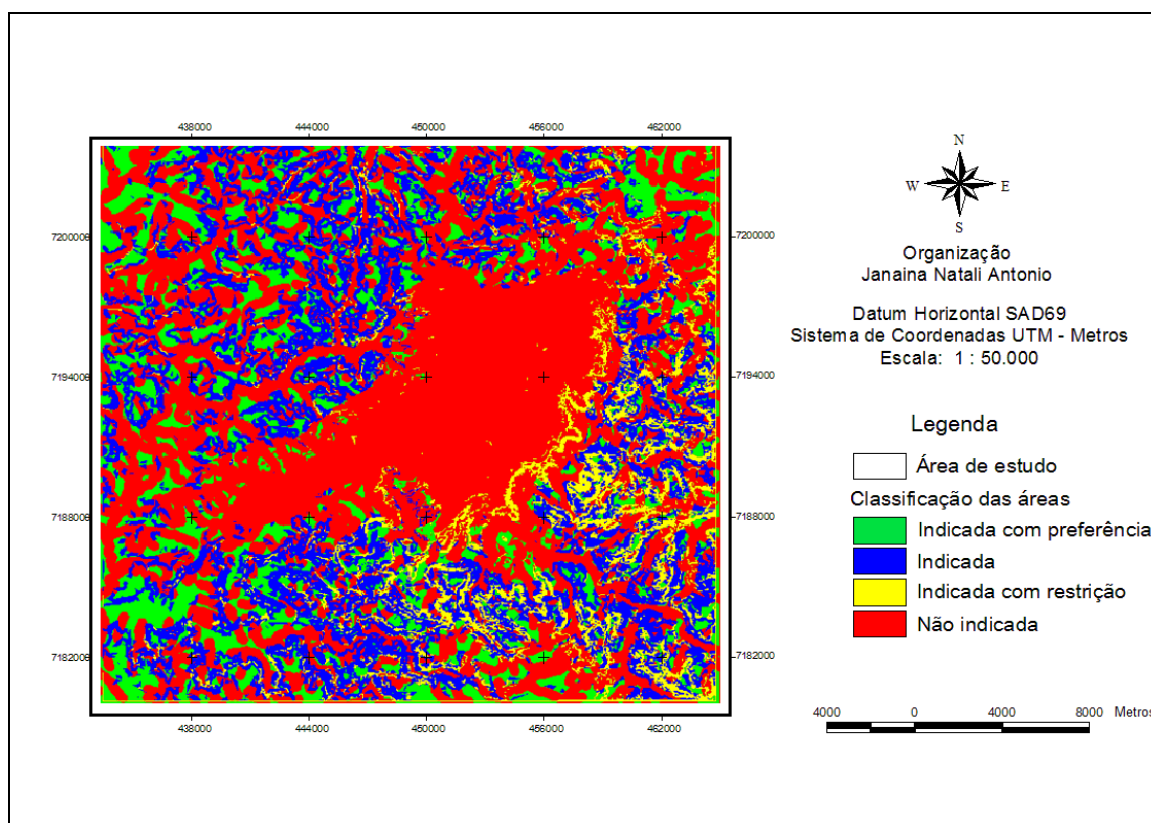 438000 444000 450000 456000 462000
7200000 7200000
7194000 7194000
7188000 7188000
7182000 7182000
438000 444000 450000 456000 462000
N
W E
S
Organização
Janaina Natali Antonio
Datum Horizontal SAD69
Sistema de Coordenadas UTM - Metros
Escala: 1 : 50.000
Legenda
Área de estudo
Classificação das áreas
Indicada com preferência
Indicada
Indicada com restrição
Não indicada
4000 0 4000 8000 Metros